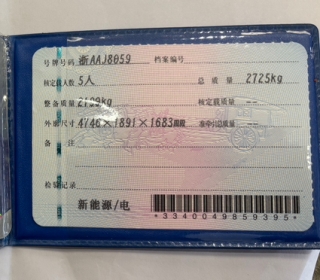 号牌号码 浙AAJ8059 档案编号
核定载人数 5人 总质量 2725kg
整备质量 2100kg 核定载质量 --
外廓尺寸 4746×1891×1683mm 准牵引总质量 --
备注
检验记录
新能源/电
*3340049859395*